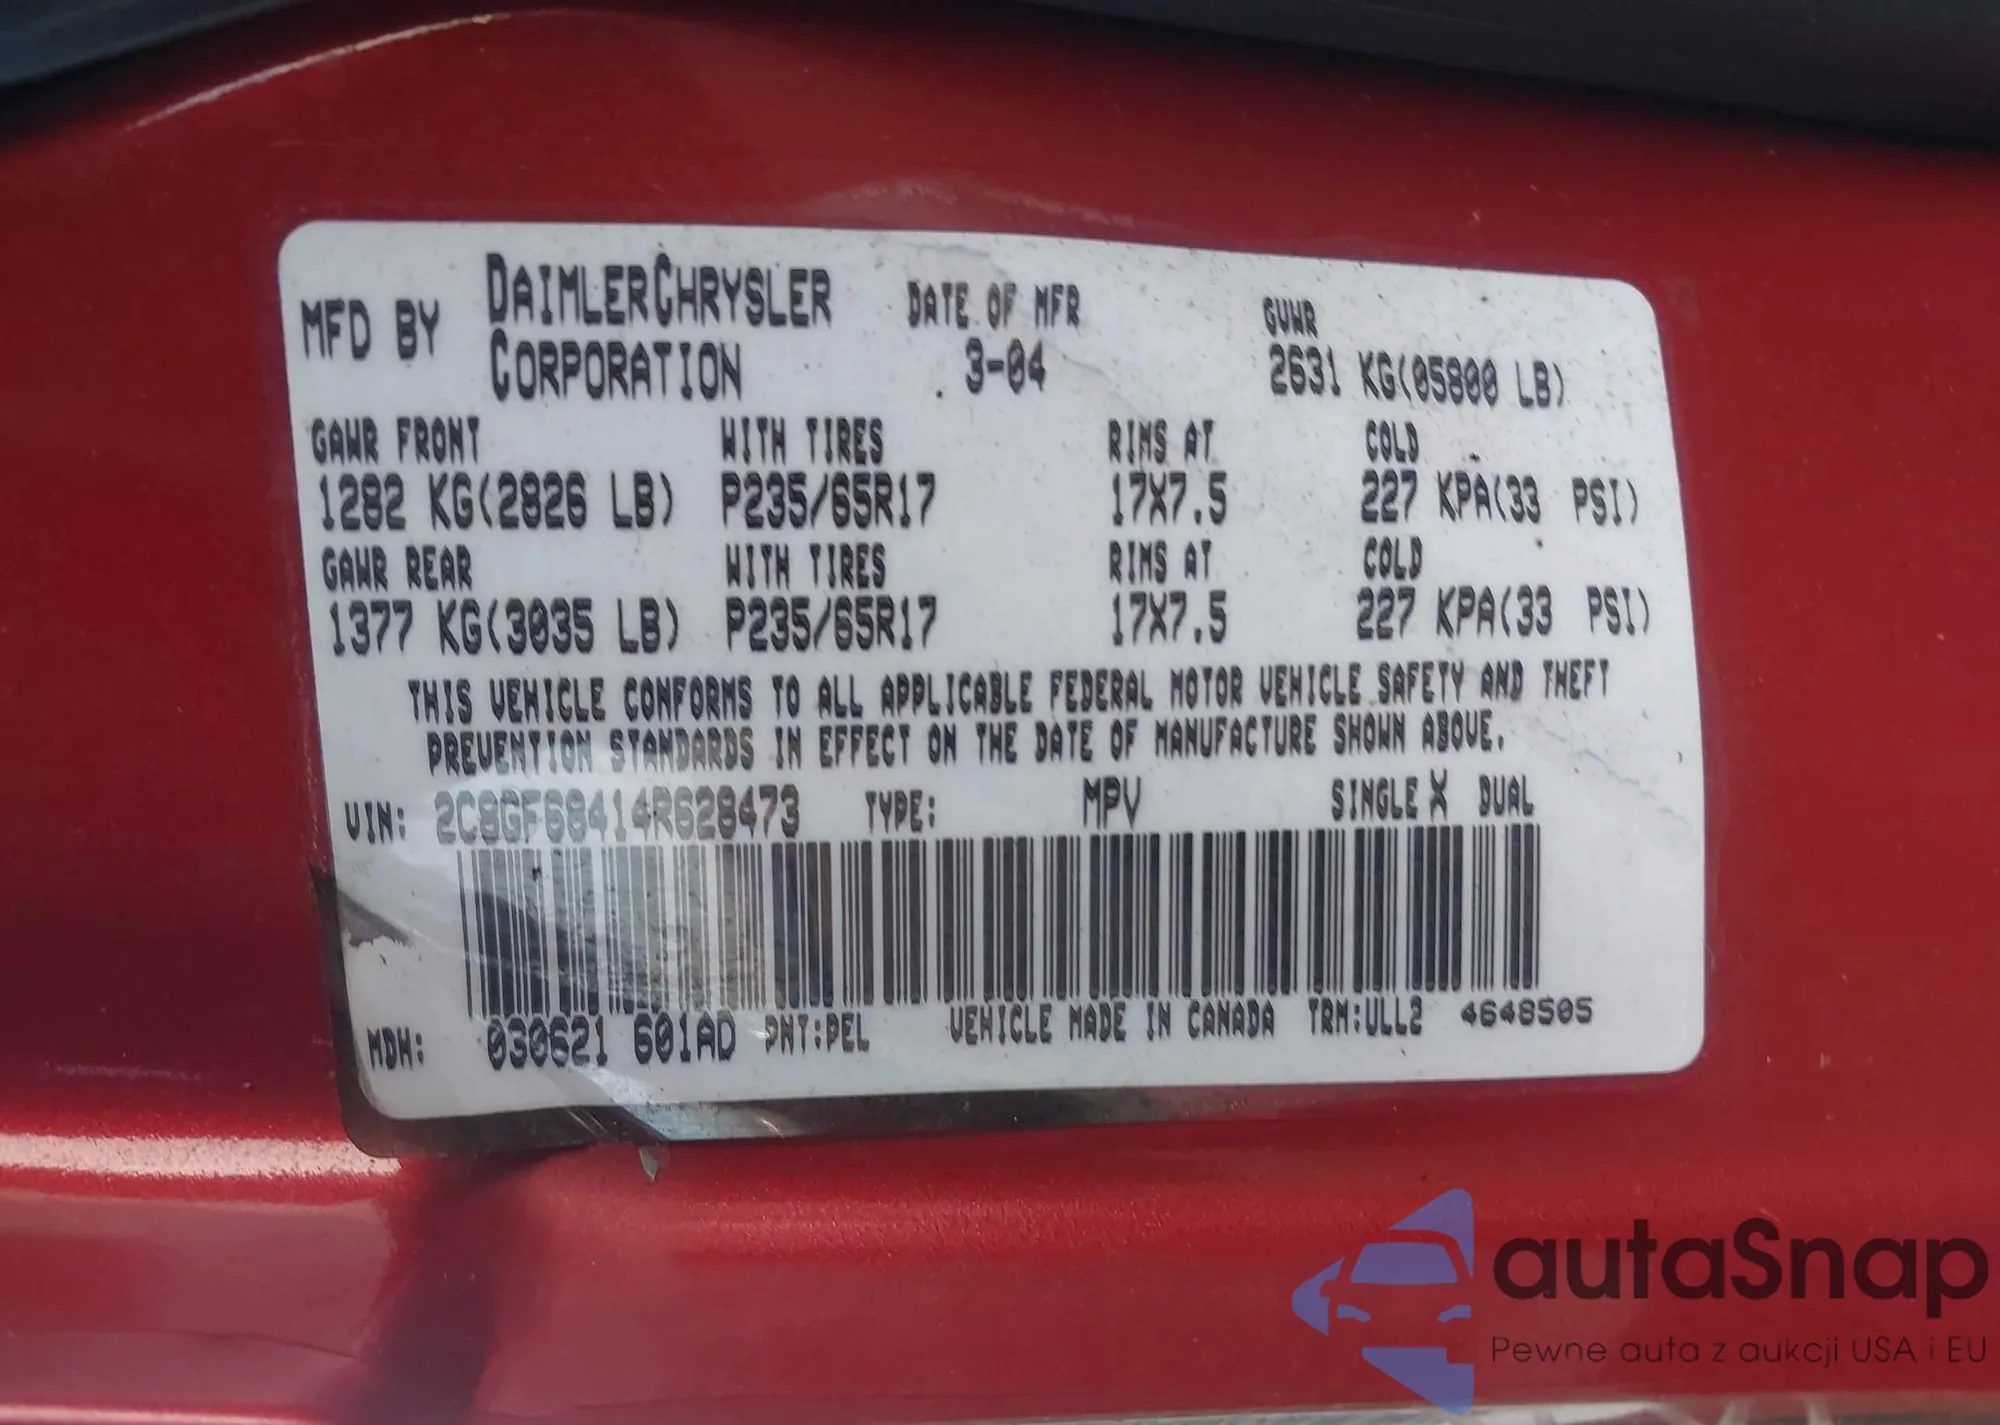 MFD BY DAIMLERCHRYSLER CORPORATION DATE OF MFR 3-04 GVWR 2631 KG(05800 LB)
GAWR FRONT WITH TIRES RIMS AT COLD
1282 KG(2826 LB) P235/65R17 17X7.5 227 KPA(33 PSI)
GAWR REAR WITH TIRES RIMS AT COLD
1377 KG(3035 LB) P235/65R17 17X7.5 227 KPA(33 PSI)
THIS VEHICLE CONFORMS TO ALL APPLICABLE FEDERAL MOTOR VEHICLE SAFETY AND THEFT
PREVENTION STANDARDS IN EFFECT ON THE DATE OF MANUFACTURE SHOWN ABOVE.
VIN: 2C8GF68414R628473 TYPE: MPV SINGLE X DUAL
MDH: 030621 601AD PNT:PEL VEHICLE MADE IN CANADA TRM:ULL2 4648505
autaSnap
Pewne auta z aukcji USA i EU